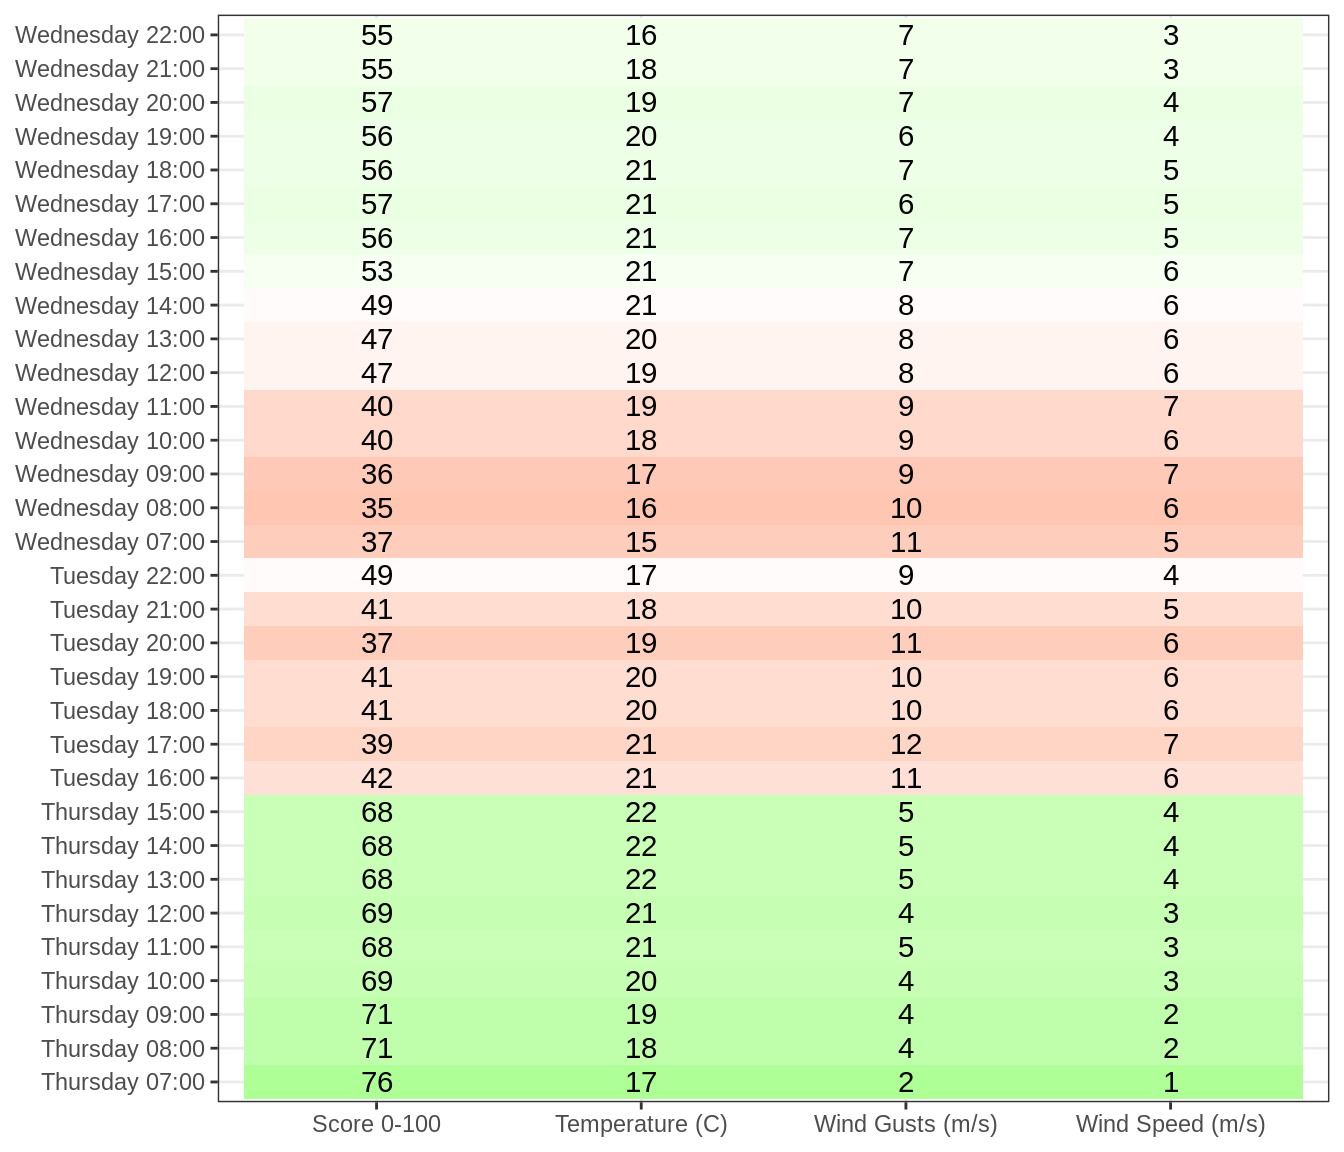 Wednesday 22:00 55 16 7 3
Wednesday 21:00 55 18 7 3
Wednesday 20:00 57 19 7 4
Wednesday 19:00 56 20 6 4
Wednesday 18:00 56 21 7 5
Wednesday 17:00 57 21 6 5
Wednesday 16:00 56 21 7 5
Wednesday 15:00 53 21 7 6
Wednesday 14:00 49 21 8 6
Wednesday 13:00 47 20 8 6
Wednesday 12:00 47 19 8 6
Wednesday 11:00 40 19 9 7
Wednesday 10:00 40 18 9 6
Wednesday 09:00 36 17 9 7
Wednesday 08:00 35 16 10 6
Wednesday 07:00 37 15 11 5
Tuesday 22:00 49 17 9 4
Tuesday 21:00 41 18 10 5
Tuesday 20:00 37 19 11 6
Tuesday 19:00 41 20 10 6
Tuesday 18:00 41 20 10 6
Tuesday 17:00 39 21 12 7
Tuesday 16:00 42 21 11 6
Thursday 15:00 68 22 5 4
Thursday 14:00 68 22 5 4
Thursday 13:00 68 22 5 4
Thursday 12:00 69 21 4 3
Thursday 11:00 68 21 5 3
Thursday 10:00 69 20 4 3
Thursday 09:00 71 19 4 2
Thursday 08:00 71 18 4 2
Thursday 07:00 76 17 2 1
Score 0-100 Temperature (C) Wind Gusts (m/s) Wind Speed (m/s)